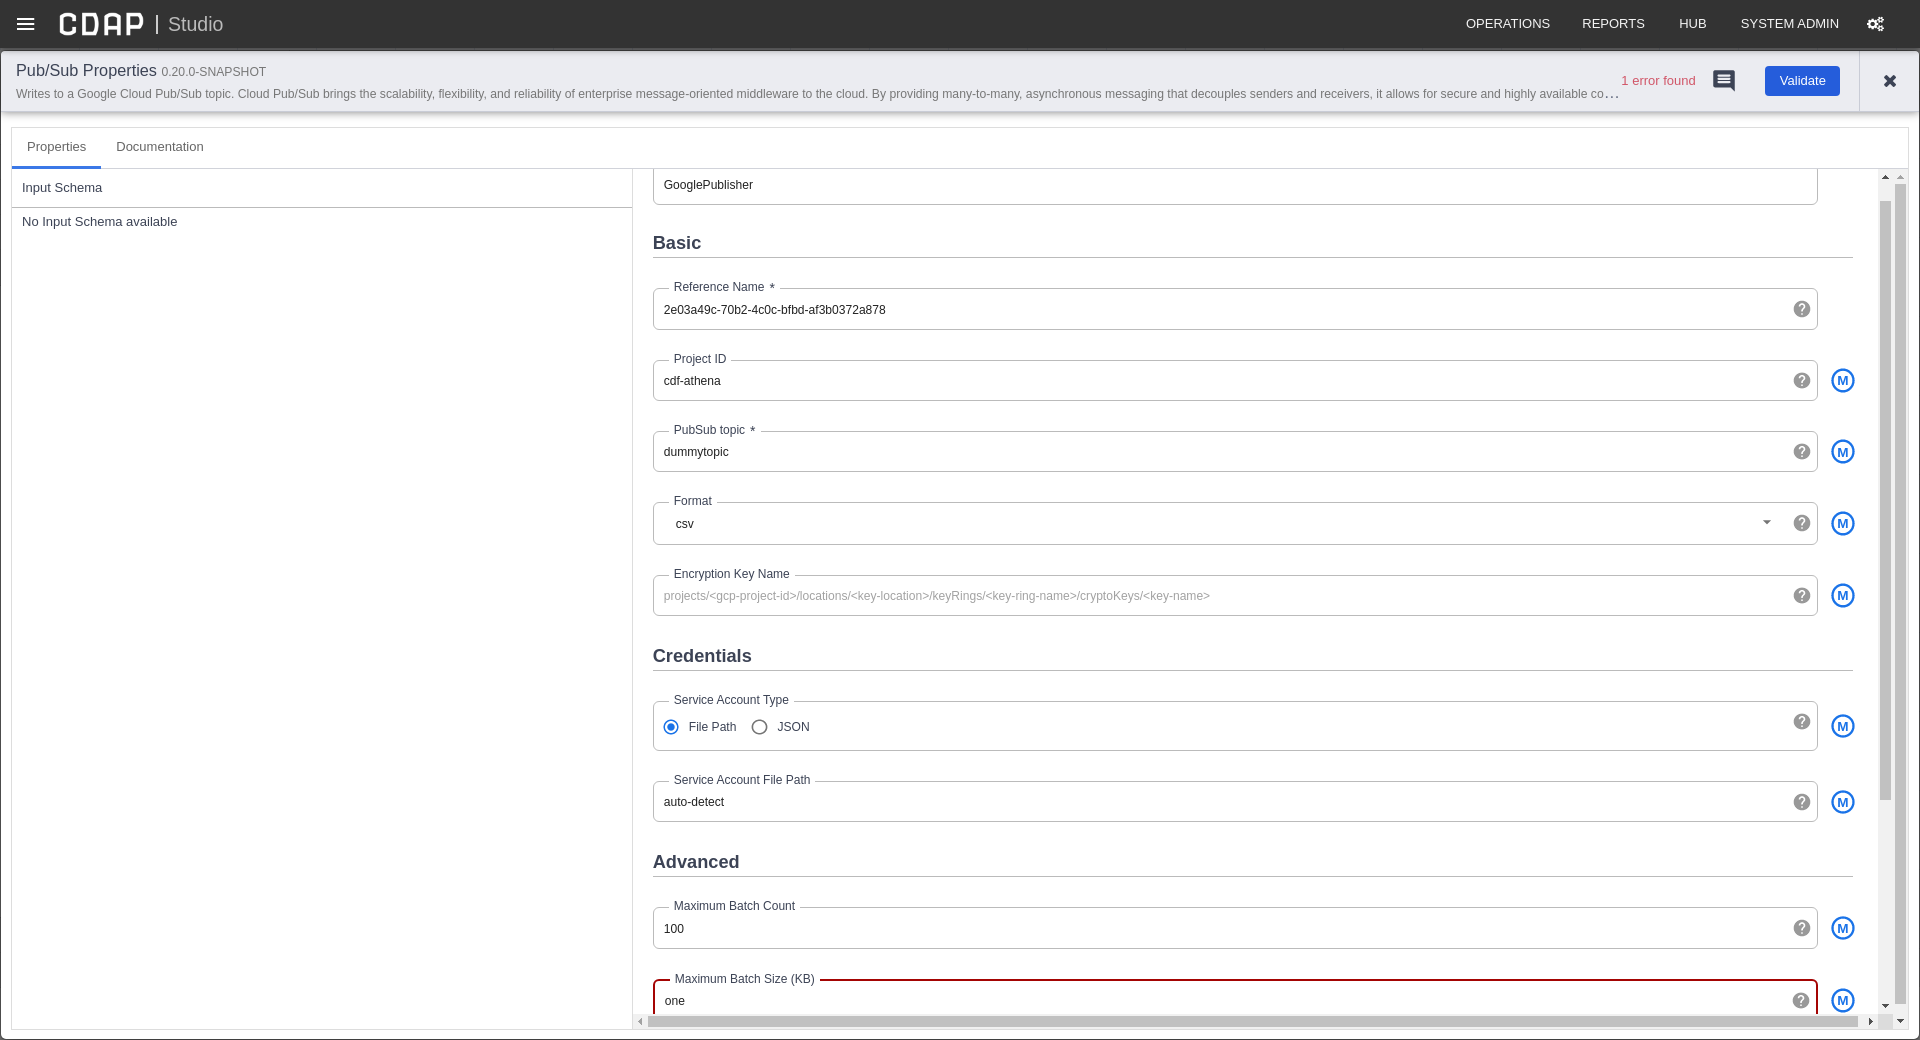 CDAP | Studio
OPERATIONS REPORTS HUB SYSTEM ADMIN
Pub/Sub Properties 0.20.0-SNAPSHOT
Writes to a Google Cloud Pub/Sub topic. Cloud Pub/Sub brings the scalability, flexibility, and reliability of enterprise message-oriented middleware to the cloud. By providing many-to-many, asynchronous messaging that decouples senders and receivers, it allows for secure and highly available co...
1 error found
Validate
Properties Documentation
Input Schema
No Input Schema available
GooglePublisher
Basic
Reference Name *
2e03a49c-70b2-4c0c-bfbd-af3b0372a878
Project ID
cdf-athena
M
PubSub topic *
dummytopic
M
Format
csv
M
Encryption Key Name
projects/<gcp-project-id>/locations/<key-location>/keyRings/<key-ring-name>/cryptoKeys/<key-name>
M
Credentials
Service Account Type
File Path JSON
M
Service Account File Path
auto-detect
M
Advanced
Maximum Batch Count
100
M
Maximum Batch Size (KB)
one
M